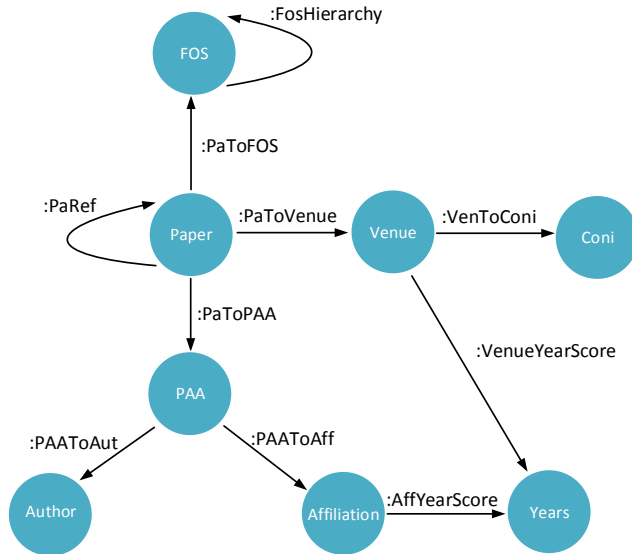 :FosHierarchy
FOS
:PaToFOS
:PaRef
Paper
:PaToVenue
Venue
:VenToConi
Coni
:PaToPAA
:VenueYearScore
PAA
:PAAToAut
:PAAToAff
Author
Affiliation
:AffYearScore
Years